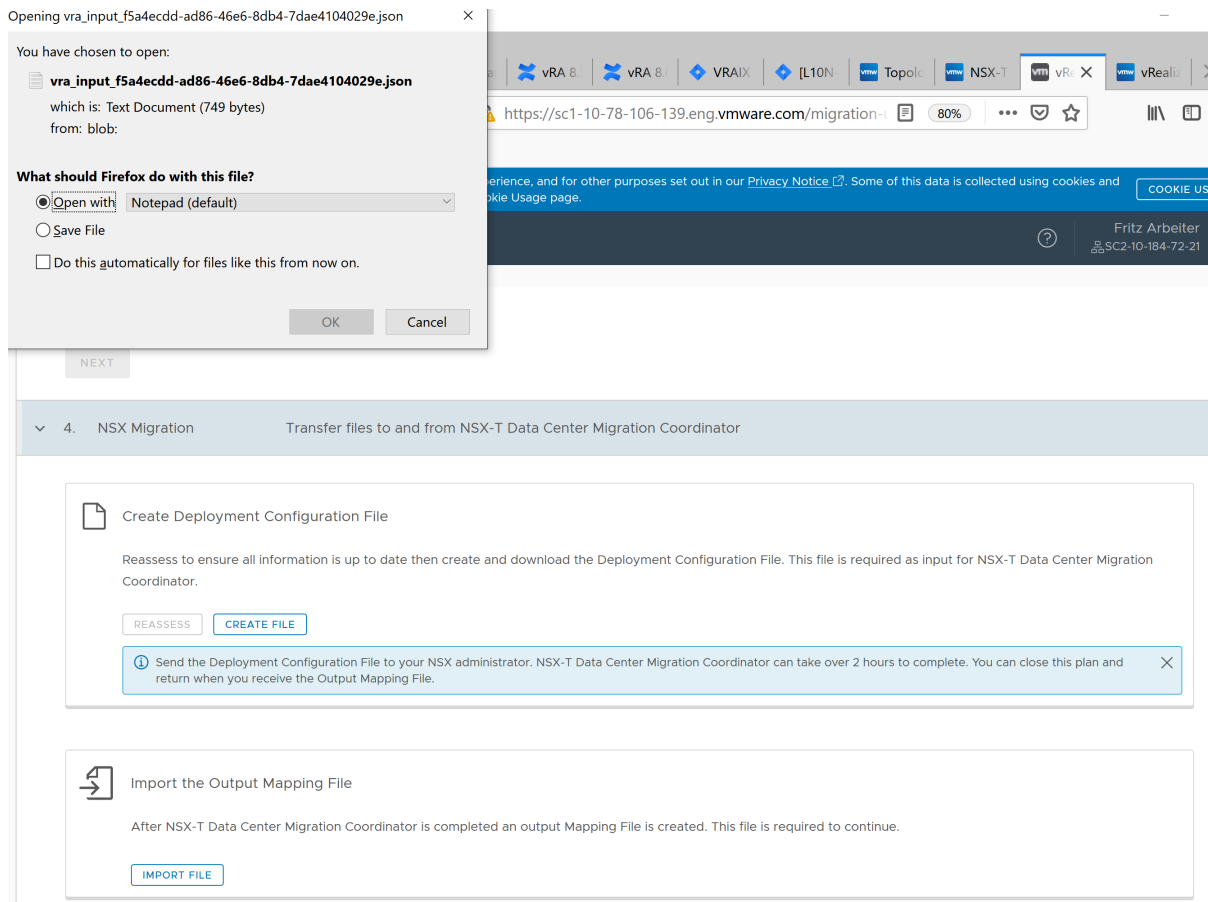 Opening vra_input_f5a4ecdd-ad86-46e6-8db4-7dae4104029e.json
You have chosen to open:
vra_input_f5a4ecdd-ad86-46e6-8db4-7dae4104029e.json
which is: Text Document (749 bytes)
from: blob:
What should Firefox do with this file?
Open with Notepad (default)
Save File
Do this automatically for files like this from now on.
OK Cancel
vRA 8. vRA 8. VRAIX [L10N- vmw Topolo vmw NSX-T vm vRe vmw vRealiz
https://sc1-10-78-106-139.eng.vmware.com/migration- 80%
erience, and for other purposes set out in our Privacy Notice. Some of this data is collected using cookies and
okie Usage page.
COOKIE US
Fritz Arbeiter
SC2-10-184-72-21
NEXT
4. NSX Migration Transfer files to and from NSX-T Data Center Migration Coordinator
Create Deployment Configuration File
Reassess to ensure all information is up to date then create and download the Deployment Configuration File. This file is required as input for NSX-T Data Center Migration
Coordinator.
REASSESS CREATE FILE
Send the Deployment Configuration File to your NSX administrator. NSX-T Data Center Migration Coordinator can take over 2 hours to complete. You can close this plan and
return when you receive the Output Mapping File.
Import the Output Mapping File
After NSX-T Data Center Migration Coordinator is completed an output Mapping File is created. This file is required to continue.
IMPORT FILE